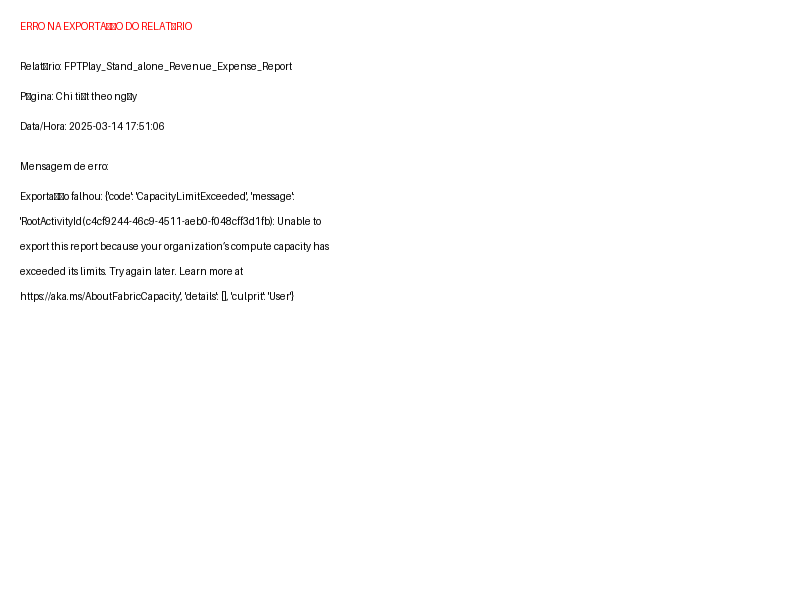 ERRO NA EXPORTA□□O DO RELAT□RIO
Relat□rio: FPTPlay_Stand_alone_Revenue_Expense_Report
P□gina: Chi ti□t theo ng□y
Data/Hora: 2025-03-14 17:51:06
Mensagem de erro:
Exporta□□o falhou: {'code': 'CapacityLimitExceeded', 'message':
'RootActivityId(c4cf9244-46c9-4511-aeb0-f048cff3d1fb): Unable to
export this report because your organization’s compute capacity has
exceeded its limits. Try again later. Learn more at
https://aka.ms/AboutFabricCapacity', 'details': [], 'culprit': 'User'}